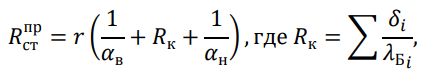 R_ст^пр = r (1/α_в + R_к + 1/α_н), где R_к = ∑ δ_i/λ_Б_i,